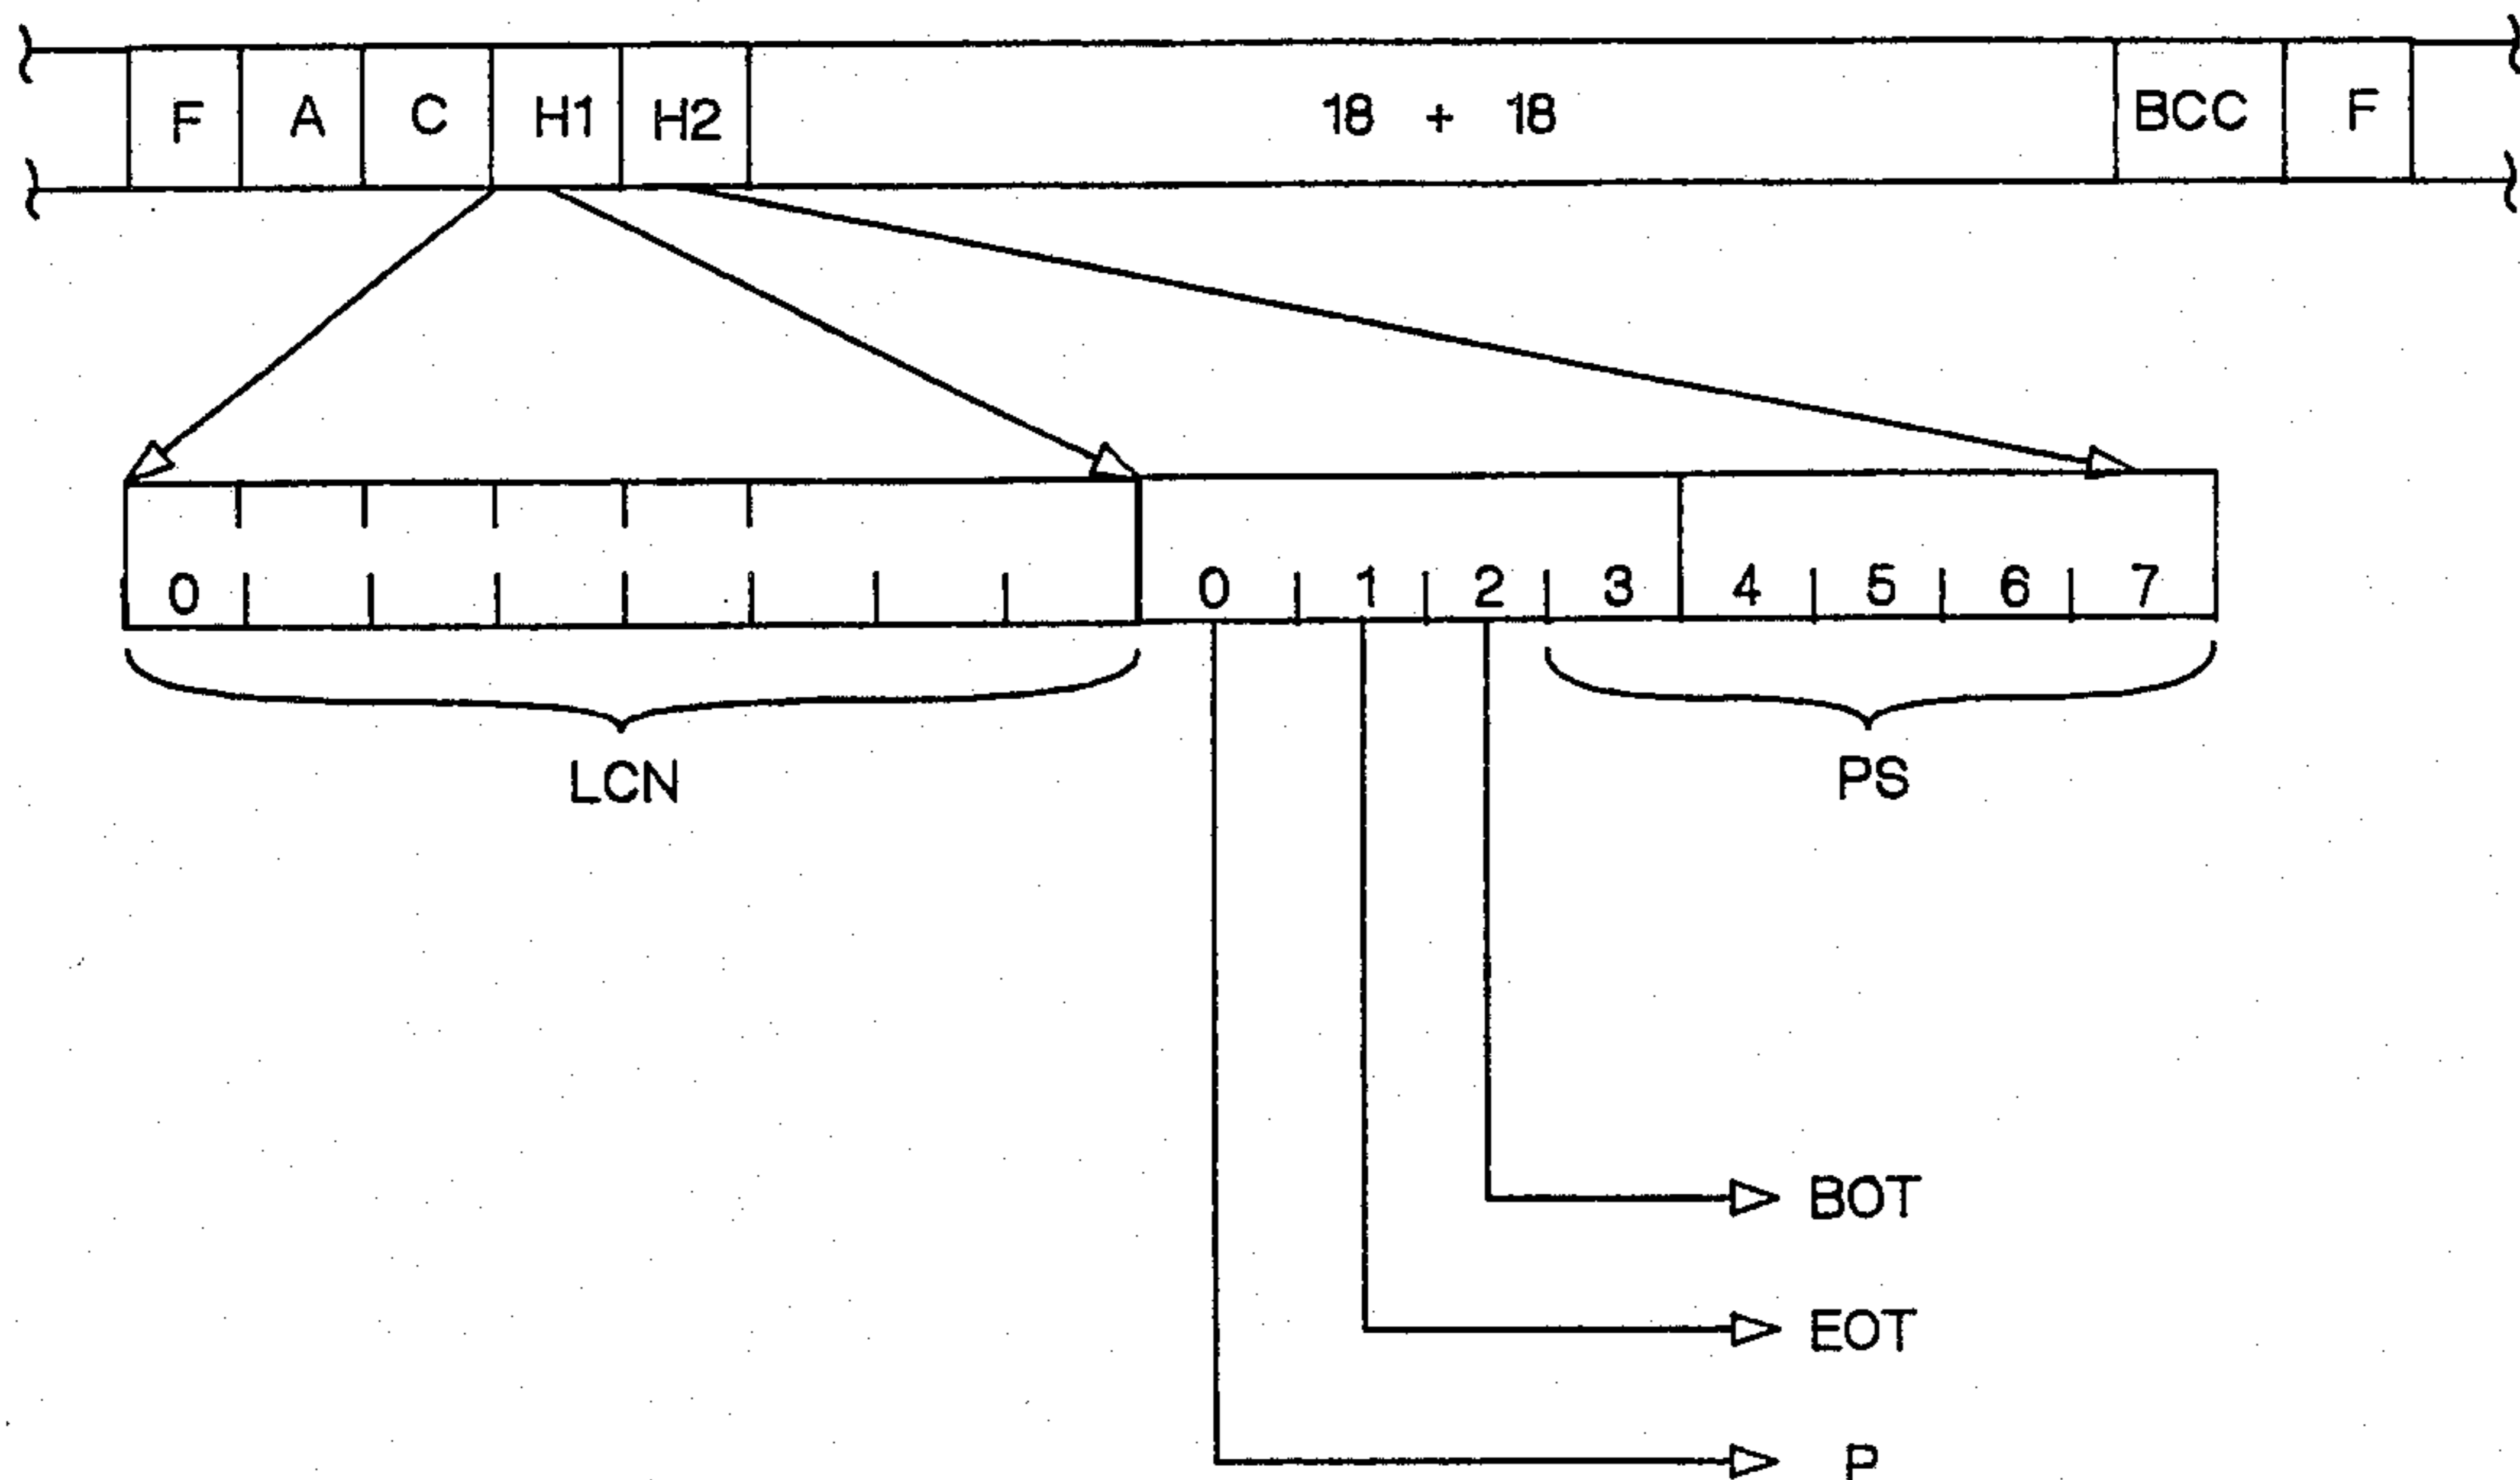 F A C H1 H2 18 + 18 BCC F
0 0 1 2 3 4 5 6 7
LCN PS
BOT
EOT
P